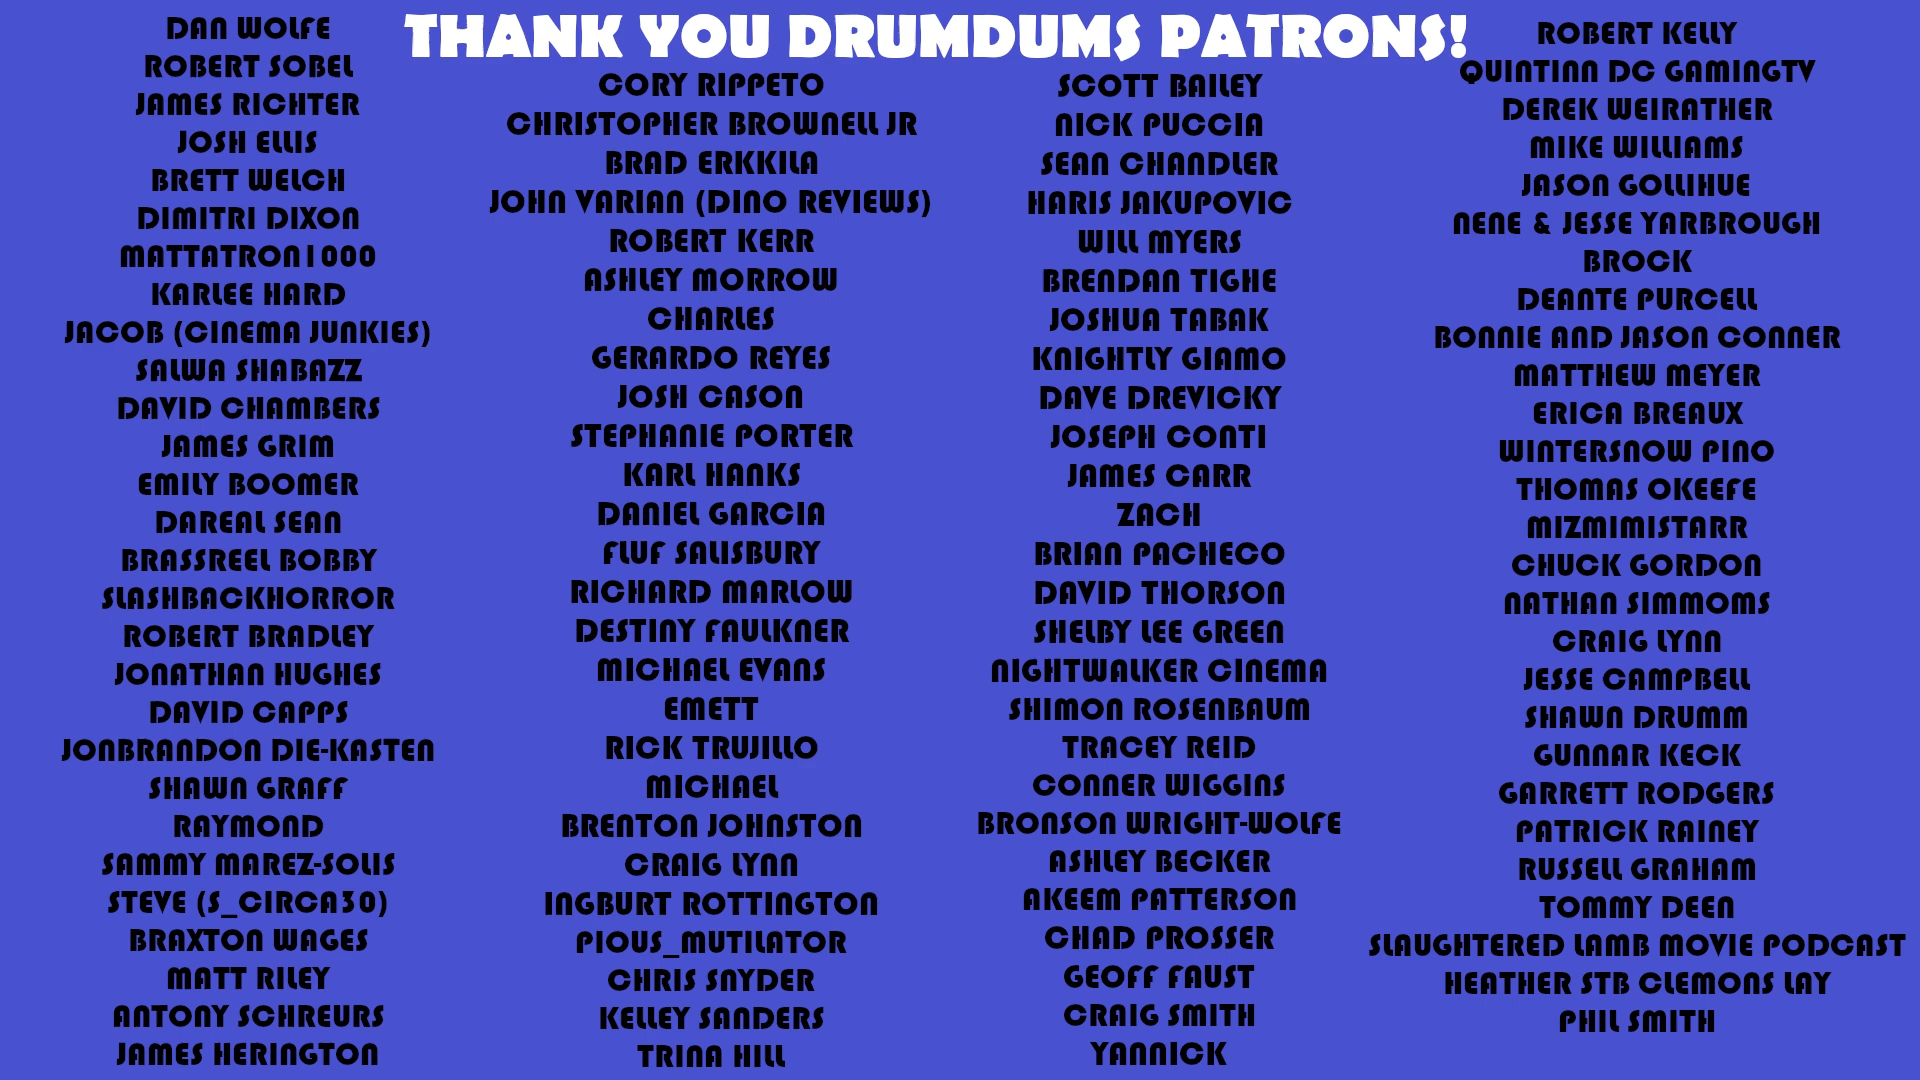 THANK YOU DRUMDUMS PATRONS!
DAN WOLFE
ROBERT SOBEL
JAMES RICHTER
JOSH ELLIS
BRETT WELCH
DIMITRI DIXON
MATTATRON1000
KARLEE HARD
JACOB (CINEMA JUNKIES)
SALWA SHABAZZ
DAVID CHAMBERS
JAMES GRIM
EMILY BOOMER
DAREAL SEAN
BRASSREEL BOBBY
SLASHBACKHORROR
ROBERT BRADLEY
JONATHAN HUGHES
DAVID CAPPS
JONBRANDON DIE-KASTEN
SHAWN GRAFF
RAYMOND
SAMMY MAREZ-SOLIS
STEVE (S_CIRCA30)
BRAXTON WAGES
MATT RILEY
ANTONY SCHREURS
JAMES HERINGTON
CORY RIPPETO
CHRISTOPHER BROWNELL JR
BRAD ERKKILA
JOHN VARIAN (DINO REVIEWS)
ROBERT KERR
ASHLEY MORROW
CHARLES
GERARDO REYES
JOSH CASON
STEPHANIE PORTER
KARL HANKS
DANIEL GARCIA
FLUF SALISBURY
RICHARD MARLOW
DESTINY FAULKNER
MICHAEL EVANS
EMETT
RICK TRUJILLO
MICHAEL
BRENTON JOHNSTON
CRAIG LYNN
INGBURT ROTTINGTON
PIOUS_MUTILATOR
CHRIS SNYDER
KELLEY SANDERS
TRINA HILL
SCOTT BAILEY
NICK PUCCIA
SEAN CHANDLER
HARIS JAKUPOVIC
WILL MYERS
BRENDAN TIGHE
JOSHUA TABAK
KNIGHTLY GIAMO
DAVE DREVICKY
JOSEPH CONTI
JAMES CARR
ZACH
BRIAN PACHECO
DAVID THORSON
SHELBY LEE GREEN
NIGHTWALKER CINEMA
SHIMON ROSENBAUM
TRACEY REID
CONNER WIGGINS
BRONSON WRIGHT-WOLFE
ASHLEY BECKER
AKEEM PATTERSON
CHAD PROSSER
GEOFF FAUST
CRAIG SMITH
YANNICK
ROBERT KELLY
QUINTINN DC GAMINGTV
DEREK WEIRATHER
MIKE WILLIAMS
JASON GOLLIHUE
NENE & JESSE YARBROUGH
BROCK
DEANTE PURCELL
BONNIE AND JASON CONNER
MATTHEW MEYER
ERICA BREAUX
WINTERSNOW PINO
THOMAS OKEEFE
MIZMIMISTARR
CHUCK GORDON
NATHAN SIMMOMS
CRAIG LYNN
JESSE CAMPBELL
SHAWN DRUMM
GUNNAR KECK
GARRETT RODGERS
PATRICK RAINEY
RUSSELL GRAHAM
TOMMY DEEN
SLAUGHTERED LAMB MOVIE PODCAST
HEATHER STB CLEMONS LAY
PHIL SMITH